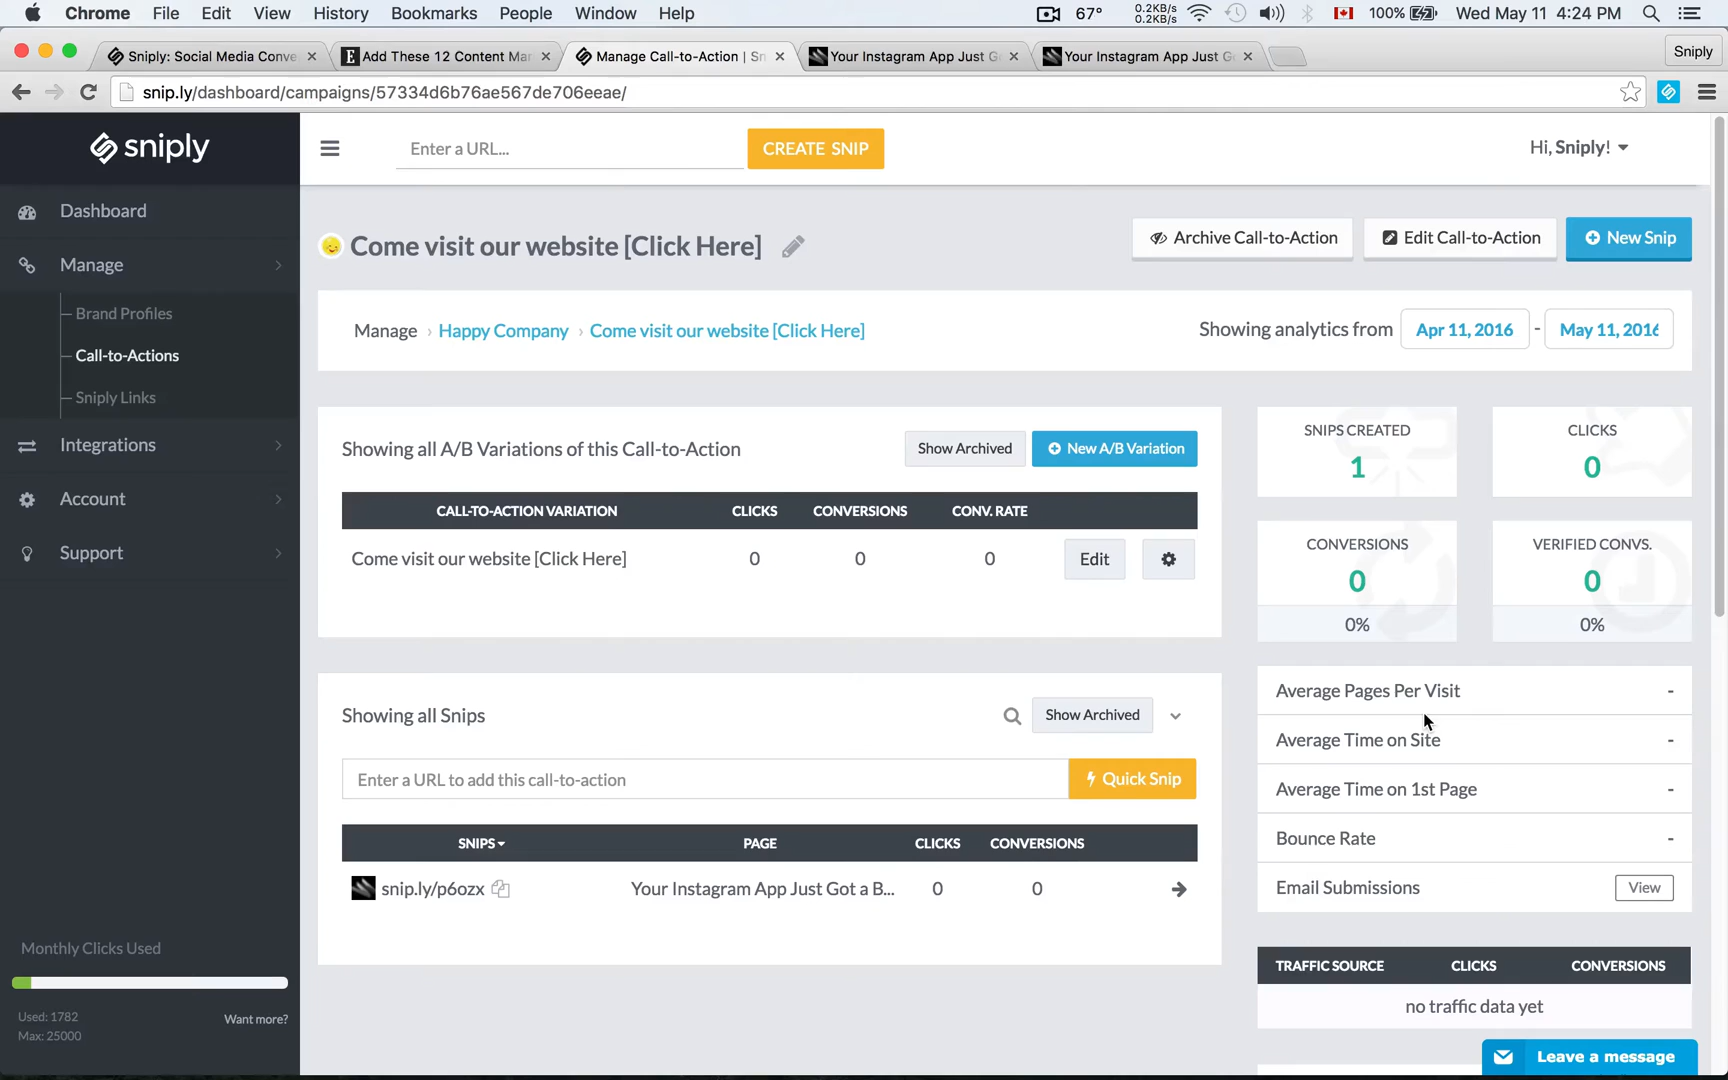 Chrome File Edit View History Bookmarks People Window Help 67° 0.2KB/s 0.2KB/s 100% Wed May 11 4:24 PM
Sniply: Social Media Conve
Add These 12 Content Mar
Manage Call-to-Action | Sn
Your Instagram App Just G
Your Instagram App Just G
Sniply
snip.ly/dashboard/campaigns/57334d6b76ae567de706eeae/
sniply
Enter a URL...
CREATE SNIP
Hi, Sniply!
Dashboard
Manage
Brand Profiles
Call-to-Actions
Sniply Links
Integrations
Account
Support
Monthly Clicks Used
Used: 1782
Max: 25000
Want more?
Come visit our website [Click Here]
Archive Call-to-Action
Edit Call-to-Action
New Snip
Manage › Happy Company › Come visit our website [Click Here]
Showing analytics from Apr 11, 2016 - May 11, 2016
Showing all A/B Variations of this Call-to-Action
Show Archived
New A/B Variation
CALL-TO-ACTION VARIATION CLICKS CONVERSIONS CONV. RATE
Come visit our website [Click Here] 0 0 0 Edit
Showing all Snips
Show Archived
Enter a URL to add this call-to-action
Quick Snip
SNIPS PAGE CLICKS CONVERSIONS
snip.ly/p6ozx Your Instagram App Just Got a B... 0 0
SNIPS CREATED
1
CLICKS
0
CONVERSIONS
0
0%
VERIFIED CONVS.
0
0%
Average Pages Per Visit -
Average Time on Site -
Average Time on 1st Page -
Bounce Rate -
Email Submissions View
TRAFFIC SOURCE CLICKS CONVERSIONS
no traffic data yet
Leave a message